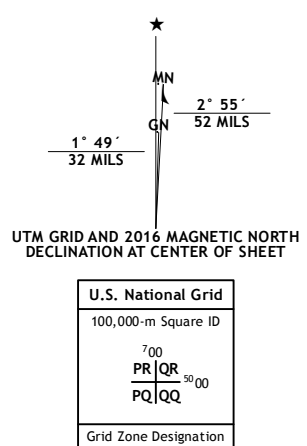 ★
MN
GN
1° 49´
32 MILS
2° 55´
52 MILS
UTM GRID AND 2016 MAGNETIC NORTH
DECLINATION AT CENTER OF SHEET
U.S. National Grid
100,000-m Square ID
700
PR QR
5000
PQ QQ
Grid Zone Designation